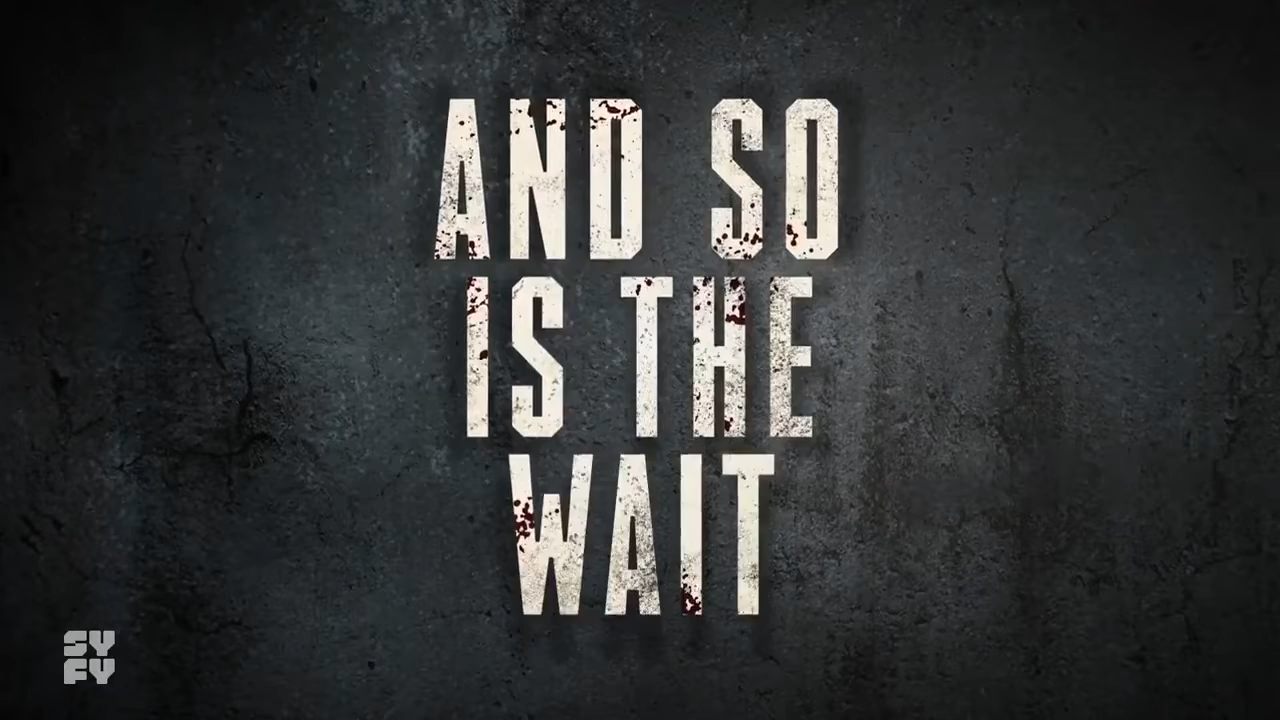 AND SO
IS THE
WAIT
SY
FY